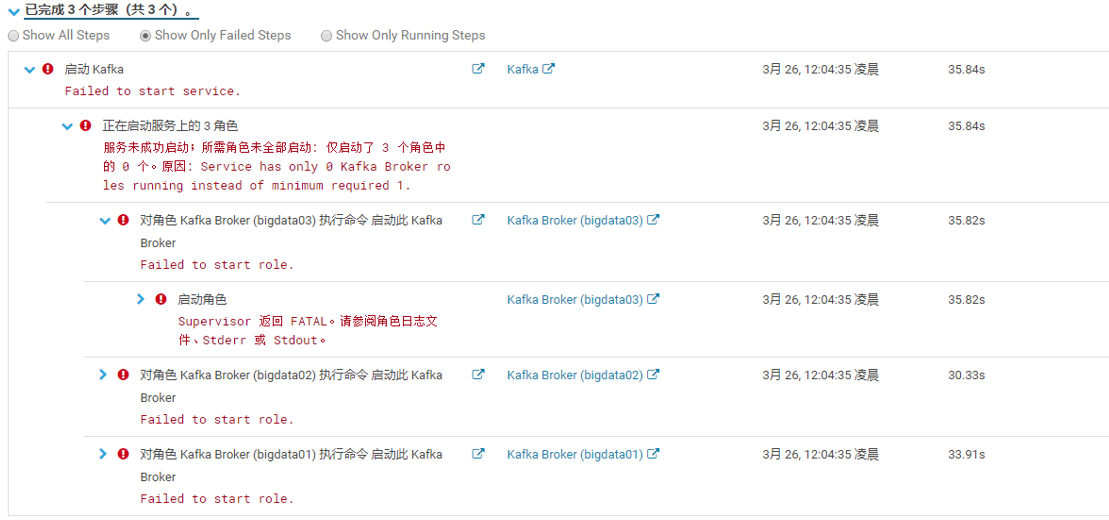 已完成 3 个步骤（共 3 个）。
Show All Steps Show Only Failed Steps Show Only Running Steps
启动 Kafka Kafka 3月 26, 12:04:35 凌晨 35.84s
Failed to start service.
正在启动服务上的 3 角色 3月 26, 12:04:35 凌晨 35.84s
服务未成功启动；所需角色未全部启动：仅启动了 3 个角色中
的 0 个。原因：Service has only 0 Kafka Broker ro
les running instead of minimum required 1.
对角色 Kafka Broker (bigdata03) 执行命令 启动此 Kafka Kafka Broker (bigdata03) 3月 26, 12:04:35 凌晨 35.82s
Broker
Failed to start role.
启动角色 Kafka Broker (bigdata03) 3月 26, 12:04:35 凌晨 35.82s
Supervisor 返回 FATAL。请参阅角色日志文
件、Stderr 或 Stdout。
对角色 Kafka Broker (bigdata02) 执行命令 启动此 Kafka Kafka Broker (bigdata02) 3月 26, 12:04:35 凌晨 30.33s
Broker
Failed to start role.
对角色 Kafka Broker (bigdata01) 执行命令 启动此 Kafka Kafka Broker (bigdata01) 3月 26, 12:04:35 凌晨 33.91s
Broker
Failed to start role.